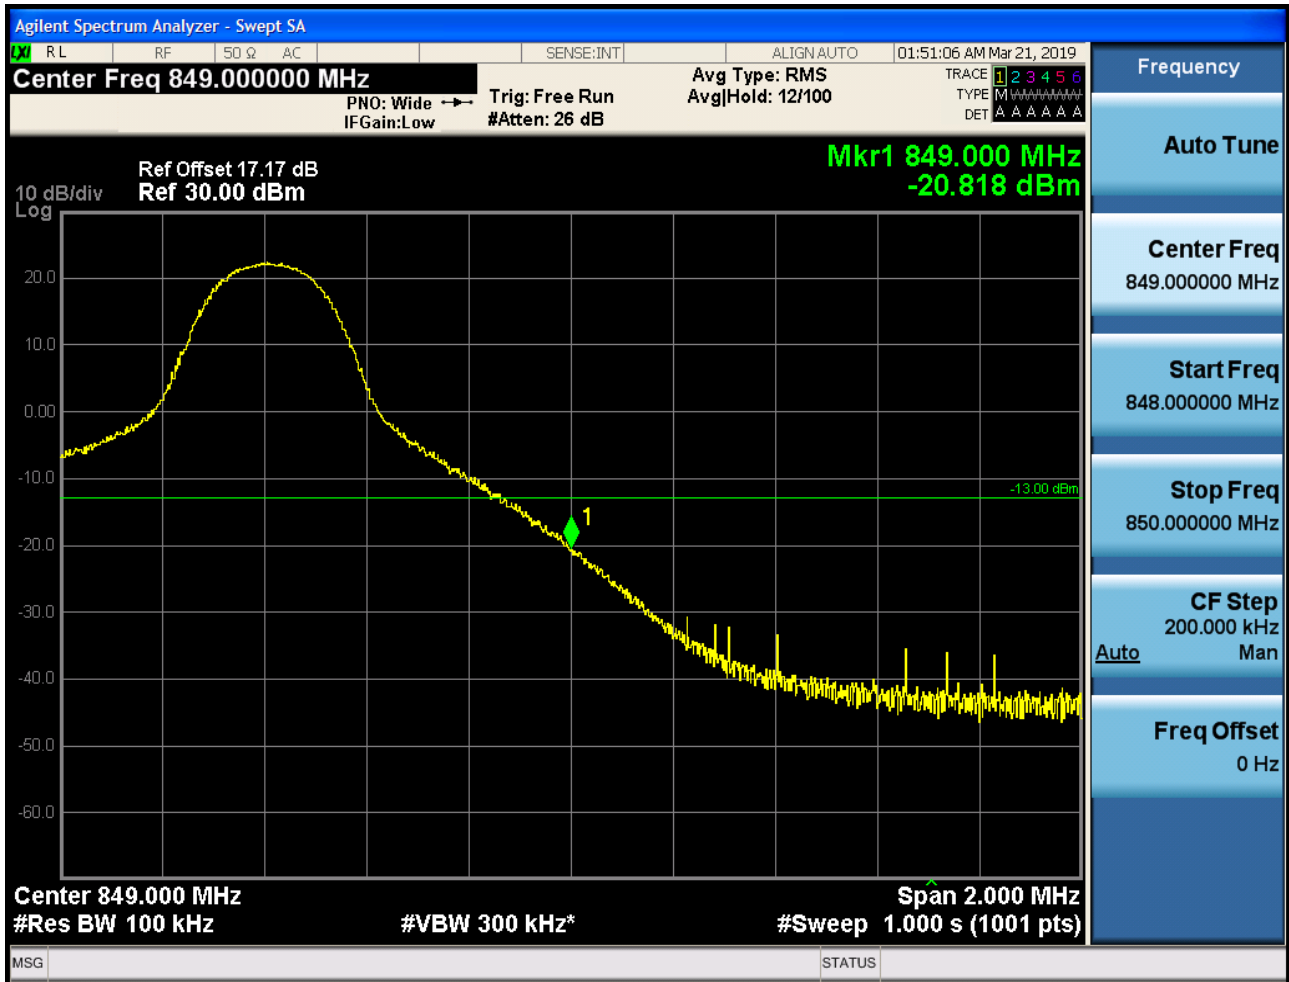 Agilent Spectrum Analyzer - Swept SA
LXI RL RF 50 Ω AC SENSE:INT ALIGNAUTO 01:51:06 AM Mar 21, 2019
Center Freq 849.000000 MHz
PNO: Wide
IFGain:Low
Trig: Free Run
#Atten: 26 dB
Avg Type: RMS
Avg|Hold: 12/100
TRACE 1 2 3 4 5 6
TYPE M
DET A A A A A A
Mkr1 849.000 MHz
-20.818 dBm
Ref Offset 17.17 dB
10 dB/div Ref 30.00 dBm
Log
20.0
10.0
0.00
-10.0
-13.00 dBm
1
-20.0
-30.0
-40.0
-50.0
-60.0
Center 849.000 MHz Span 2.000 MHz
#Res BW 100 kHz #VBW 300 kHz* #Sweep 1.000 s (1001 pts)
MSG STATUS
Frequency
Auto Tune
Center Freq
849.000000 MHz
Start Freq
848.000000 MHz
Stop Freq
850.000000 MHz
CF Step
200.000 kHz
Auto Man
Freq Offset
0 Hz